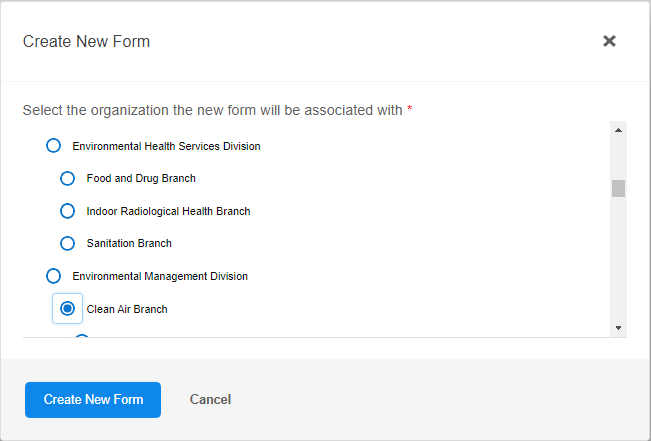 Create New Form
Select the organization the new form will be associated with *
Environmental Health Services Division
Food and Drug Branch
Indoor Radiological Health Branch
Sanitation Branch
Environmental Management Division
Clean Air Branch
Create New Form Cancel